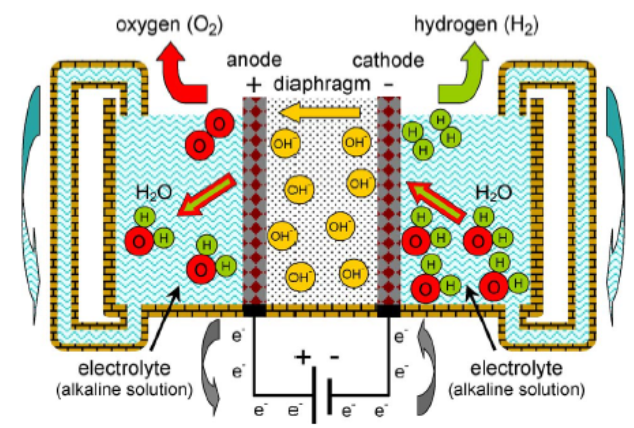 oxygen (O₂)
hydrogen (H₂)
anode
cathode
+ diaphragm -
O
O
OH⁻
OH⁻
H
H
H
H
H₂O
H₂O
OH⁻
OH⁻
H
O
H
H
O
H
OH⁻
OH⁻
OH⁻
OH⁻
H
O
H
H
O
H
H
O
H
H
O
H
e⁻
e⁻
+ -
e⁻
e⁻
e⁻
e⁻
e⁻
e⁻
electrolyte
(alkaline solution)
electrolyte
(alkaline solution)